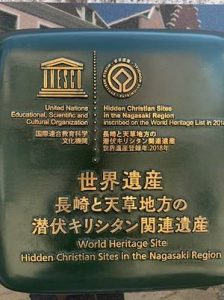 UNESCO
United Nations
Educational, Scientific and
Cultural Organization
国際連合教育科学
文化機関
Hidden Christian Sites
in the Nagasaki Region
inscribed on the World Heritage List in 2018
長崎と天草地方の
潜伏キリシタン関連遺産
世界遺産登録年:2018年
世界遺産
長崎と天草地方の
潜伏キリシタン関連遺産
World Heritage Site
Hidden Christian Sites in the Nagasaki Region